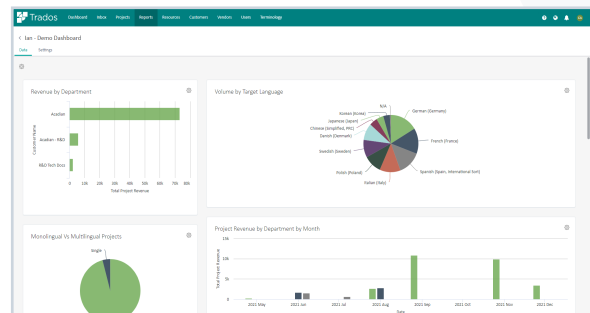 Trados Dashboard Inbox Projects Reports Resources Customers Vendors Users Terminology
< Ian - Demo Dashboard
Data Settings
Revenue by Department
Customer Name
Acadian
Acadian - R&D
R&D Tech Docs
0 10k 20k 30k 40k 50k 60k 70k 80k
Total Project Revenue
Volume by Target Language
N/A
Korean (Korea)
Japanese (Japan)
Chinese (Simplified, PRC)
Danish (Denmark)
Swedish (Sweden)
Polish (Poland)
Italian (Italy)
Spanish (Spain, International Sort)
French (France)
German (Germany)
Monolingual Vs Multilingual Projects
Single
Project Revenue by Department by Month
Total Project Revenue
15k
10k
5k
0
2021 May 2021 Jun 2021 Jul 2021 Aug 2021 Sep 2021 Oct 2021 Nov 2021 Dec
Date